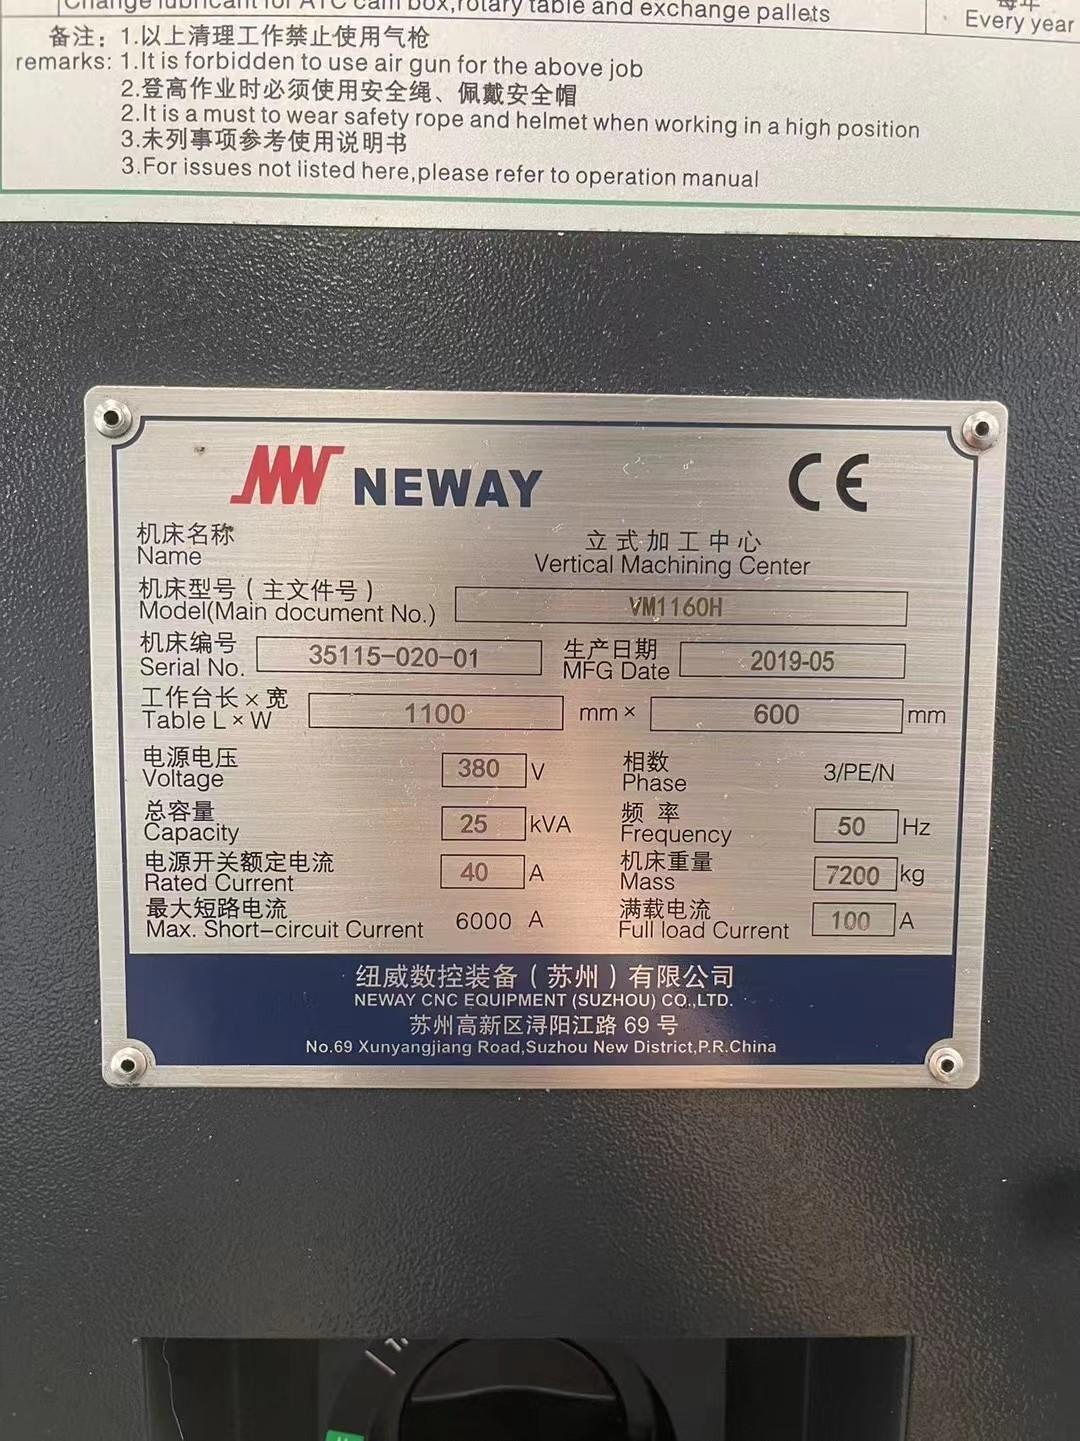 Change lubricant for ATC cam box,rotary table and exchange pallets
每年
Every year
备注：1.以上清理工作禁止使用气枪
remarks: 1.It is forbidden to use air gun for the above job
2.登高作业时必须使用安全绳、佩戴安全帽
2.It is a must to wear safety rope and helmet when working in a high position
3.未列事项参考使用说明书
3.For issues not listed here,please refer to operation manual
NEWAY CE
机床名称 立式加工中心
Name Vertical Machining Center
机床型号(主文件号)
Model(Main document No.) VM1160H
机床编号 生产日期
Serial No. 35115-020-01 MFG Date 2019-05
工作台长×宽
Table L×W 1100 mm× 600 mm
电源电压 相数
Voltage 380 V Phase 3/PE/N
总容量 频率
Capacity 25 kVA Frequency 50 Hz
电源开关额定电流 机床重量
Rated Current 40 A Mass 7200 kg
最大短路电流 满载电流
Max. Short-circuit Current 6000 A Full load Current 100 A
纽威数控装备(苏州)有限公司
NEWAY CNC EQUIPMENT (SUZHOU) CO.,LTD.
苏州高新区浔阳江路 69 号
No.69 Xunyangjiang Road,Suzhou New District,P.R.China